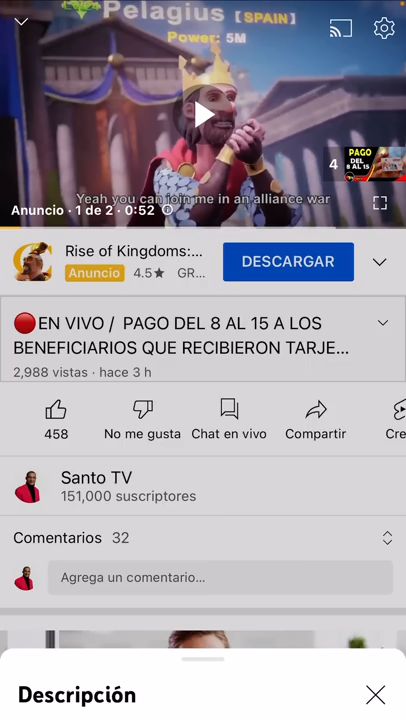 Pelagius [SPAIN]
Power: 5M
4
PAGO
DEL
8 AL 15
Yeah you can join me in an alliance war
Anuncio · 1 de 2 · 0:52
Rise of Kingdoms:...
Anuncio 4.5★ GR...
DESCARGAR
EN VIVO / PAGO DEL 8 AL 15 A LOS
BENEFICIARIOS QUE RECIBIERON TARJE...
2,988 vistas · hace 3 h
458
No me gusta
Chat en vivo
Compartir
Cre
Santo TV
151,000 suscriptores
Comentarios 32
Agrega un comentario...
Descripción